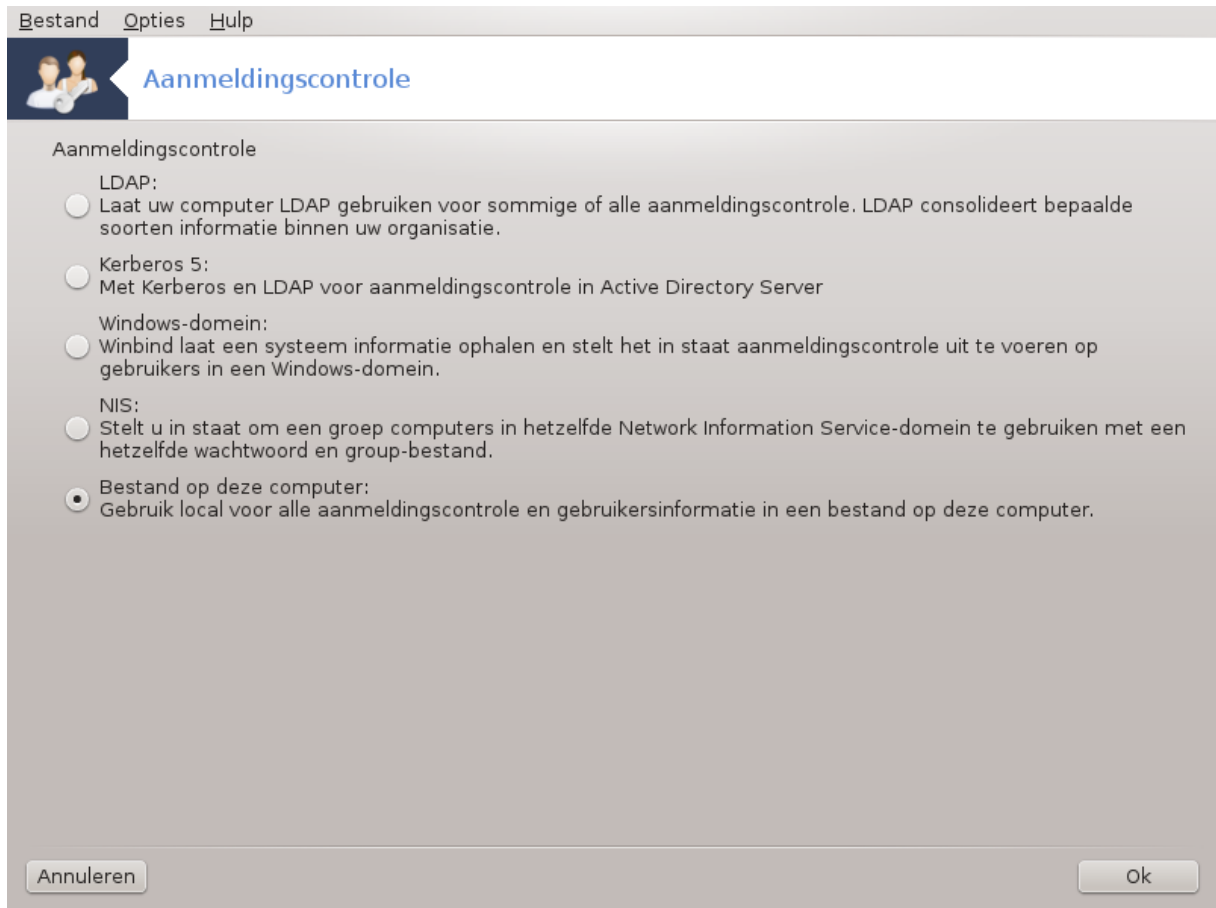 Bestand Opties Hulp
Aanmeldingscontrole
Aanmeldingscontrole
LDAP:
Laat uw computer LDAP gebruiken voor sommige of alle aanmeldingscontrole. LDAP consolideert bepaalde
soorten informatie binnen uw organisatie.
Kerberos 5:
Met Kerberos en LDAP voor aanmeldingscontrole in Active Directory Server
Windows-domein:
Winbind laat een systeem informatie ophalen en stelt het in staat aanmeldingscontrole uit te voeren op
gebruikers in een Windows-domein.
NIS:
Stelt u in staat om een groep computers in hetzelfde Network Information Service-domein te gebruiken met een
hetzelfde wachtwoord en group-bestand.
Bestand op deze computer:
Gebruik local voor alle aanmeldingscontrole en gebruikersinformatie in een bestand op deze computer.
Annuleren Ok